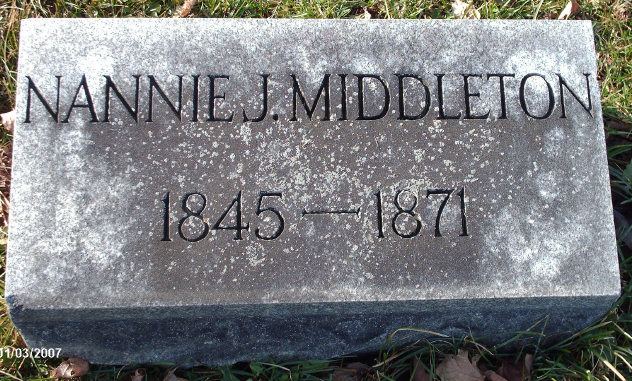 NANNIE J. MIDDLETON
1845 — 1871
01/03/2007